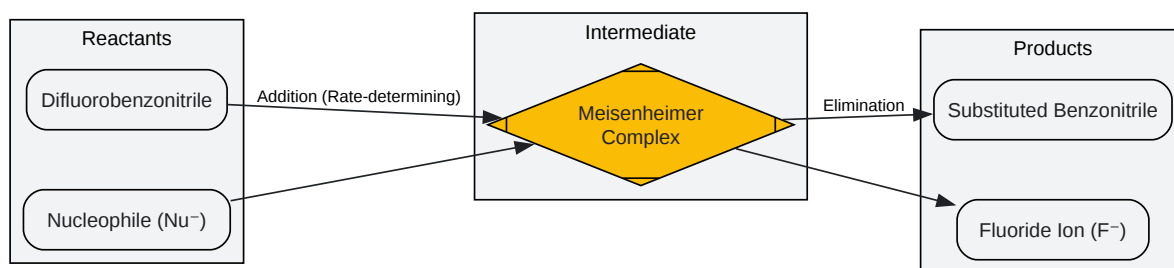 Reactants
Difluorobenzonitrile
Nucleophile (Nu⁻)
Addition (Rate-determining)
Intermediate
Meisenheimer
Complex
Elimination
Products
Substituted Benzonitrile
Fluoride Ion (F⁻)